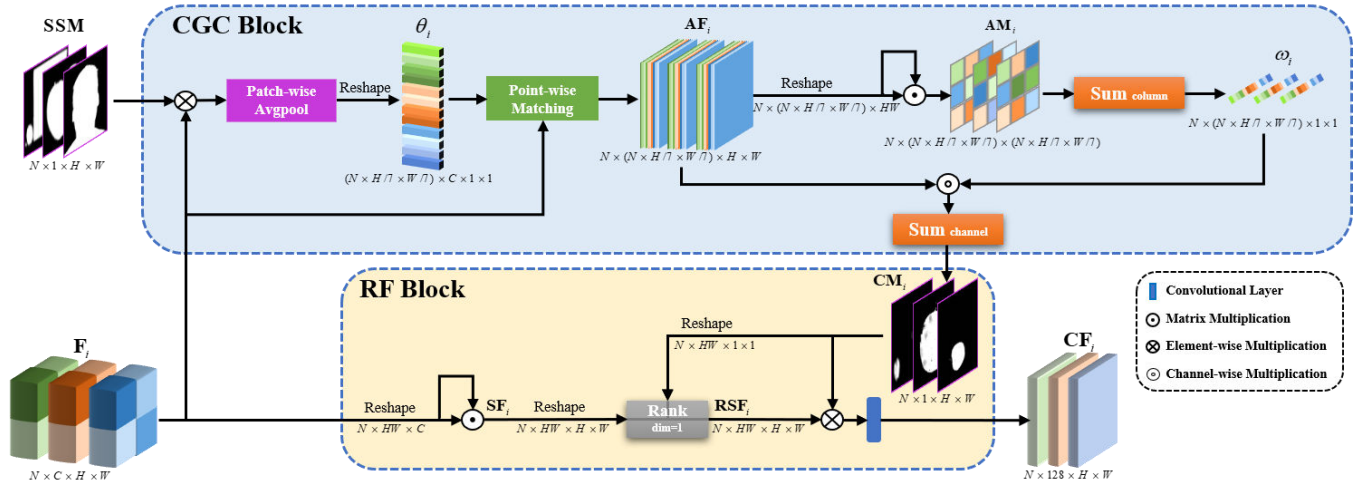 SSM
N×1×H×W
CGC Block
Patch-wise
Avgpool
Reshape
θi
(N×H/7×W/7)×C×1×1
Point-wise
Matching
AFi
N×(N×H/7×W/7)×H×W
Reshape
N×(N×H/7×W/7)×HW
AMi
N×(N×H/7×W/7)×(N×H/7×W/7)
Sum column
ωi
N×(N×H/7×W/7)×1×1
Sum channel
RF Block
CMi
N×1×H×W
Reshape
N×HW×1×1
Fi
N×C×H×W
Reshape
N×HW×C
SFi
Reshape
N×HW×H×W
Rank
dim=1
RSFi
N×HW×H×W
CFi
N×128×H×W
Convolutional Layer
Matrix Multiplication
Element-wise Multiplication
Channel-wise Multiplication